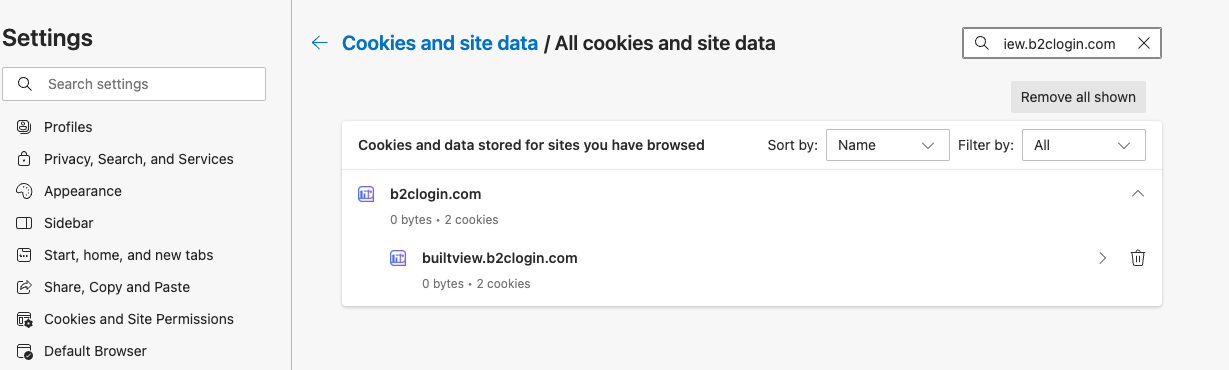 Settings
Search settings
Profiles
Privacy, Search, and Services
Appearance
Sidebar
Start, home, and new tabs
Share, Copy and Paste
Cookies and Site Permissions
Default Browser
Cookies and site data / All cookies and site data
iew.b2clogin.com
Remove all shown
Cookies and data stored for sites you have browsed
Sort by: Name
Filter by: All
b2clogin.com
0 bytes • 2 cookies
builtview.b2clogin.com
0 bytes • 2 cookies